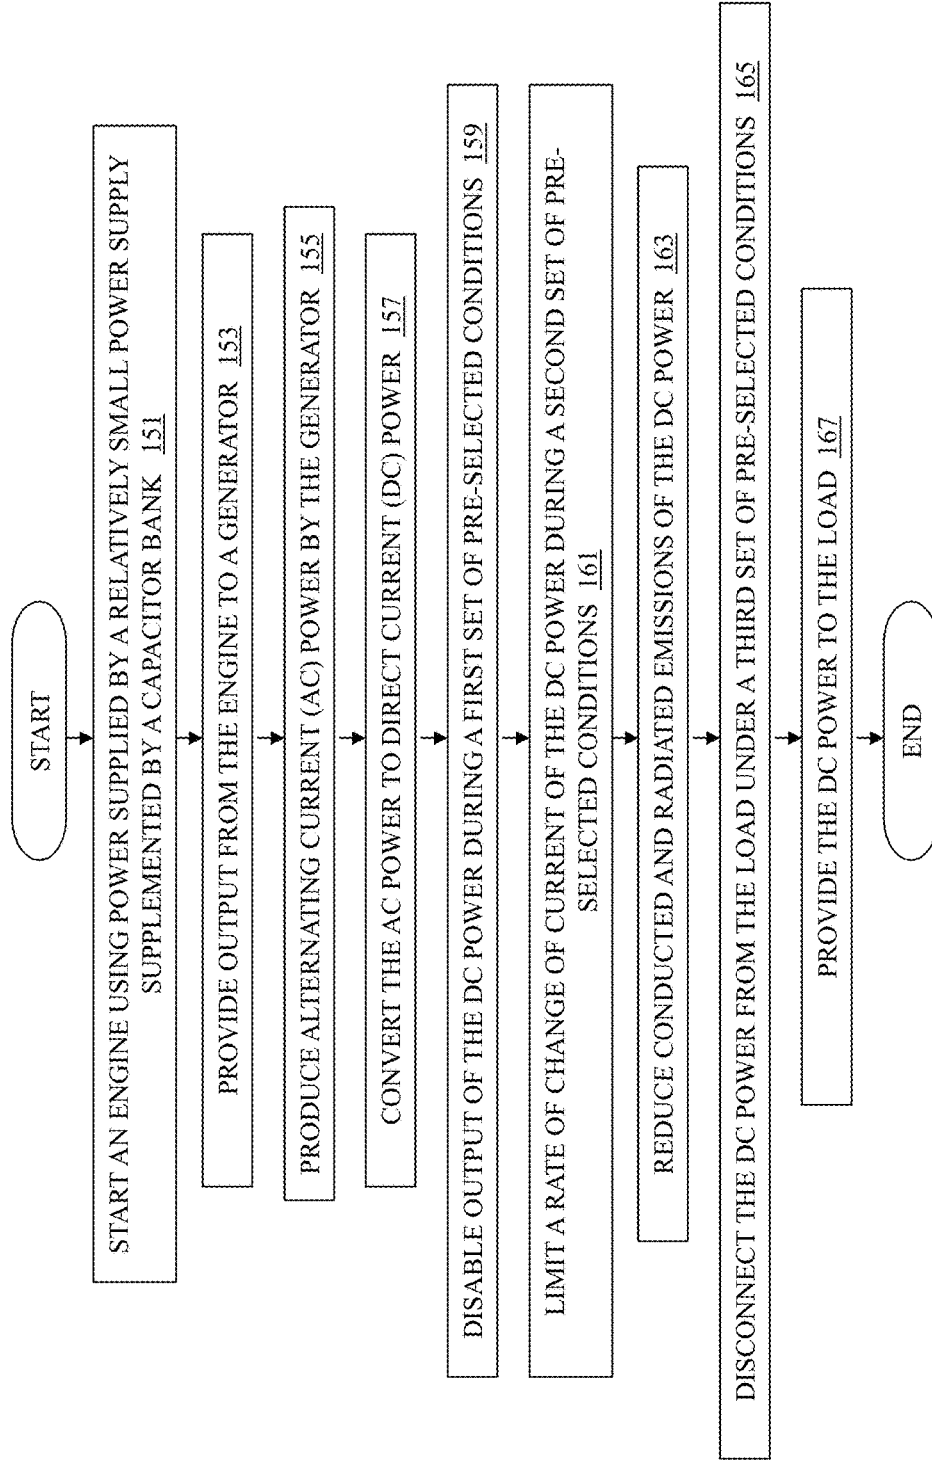 START
START AN ENGINE USING POWER SUPPLIED BY A RELATIVELY SMALL POWER SUPPLY
SUPPLEMENTED BY A CAPACITOR BANK 151
PROVIDE OUTPUT FROM THE ENGINE TO A GENERATOR 153
PRODUCE ALTERNATING CURRENT (AC) POWER BY THE GENERATOR 155
CONVERT THE AC POWER TO DIRECT CURRENT (DC) POWER 157
DISABLE OUTPUT OF THE DC POWER DURING A FIRST SET OF PRE-SELECTED CONDITIONS 159
LIMIT A RATE OF CHANGE OF CURRENT OF THE DC POWER DURING A SECOND SET OF PRE-
SELECTED CONDITIONS 161
REDUCE CONDUCTED AND RADIATED EMISSIONS OF THE DC POWER 163
DISCONNECT THE DC POWER FROM THE LOAD UNDER A THIRD SET OF PRE-SELECTED CONDITIONS 165
PROVIDE THE DC POWER TO THE LOAD 167
END